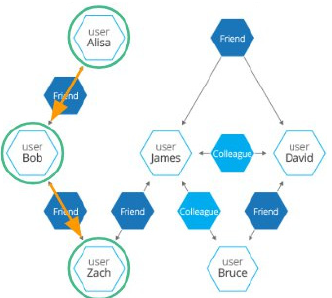 user
Alisa
Friend
Friend
user
Bob
user
James
Colleague
user
David
Friend
Friend
Colleague
Friend
user
Zach
user
Bruce